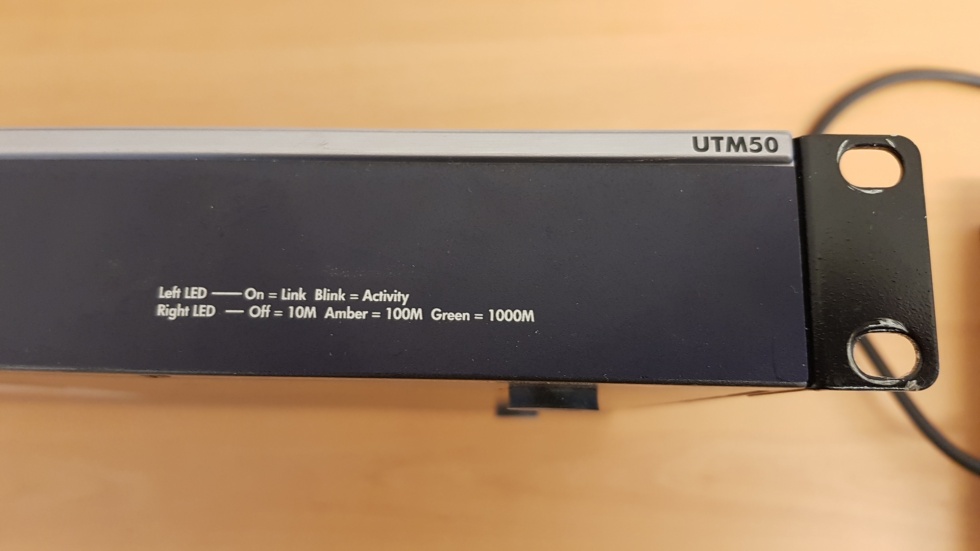 UTM50
Left LED — On = Link Blink = Activity
Right LED — Off = 10M Amber = 100M Green = 1000M